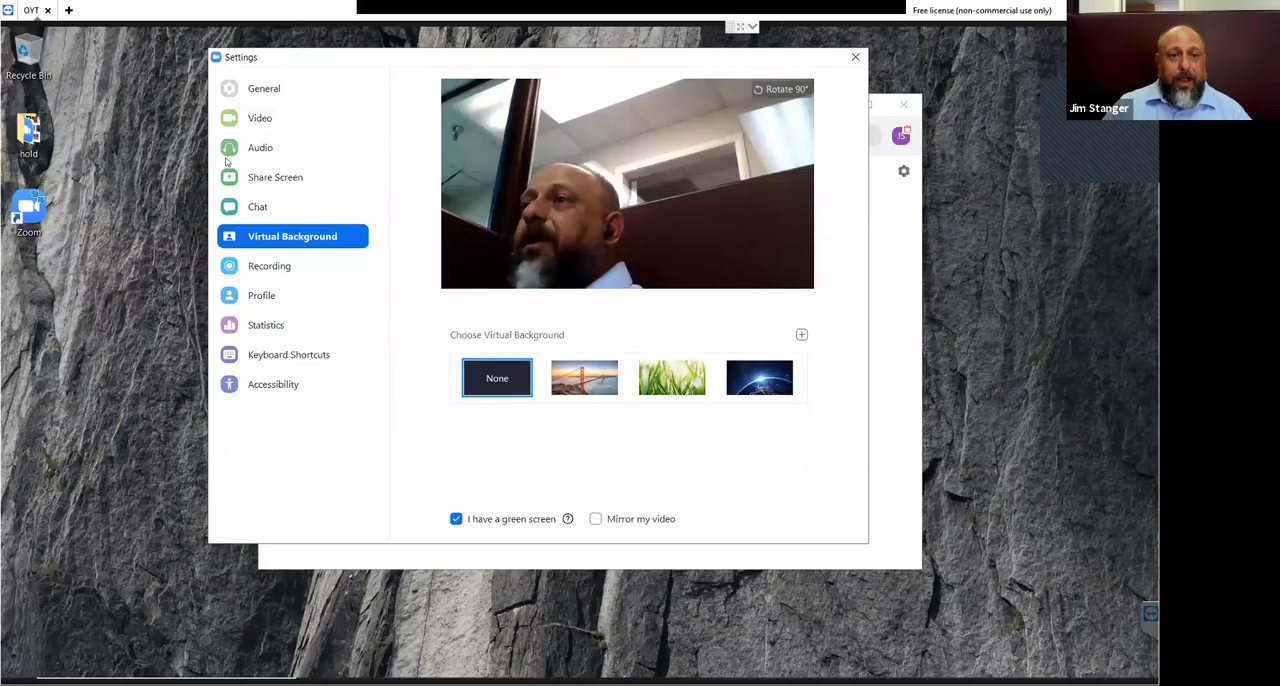 OYT
Free license (non-commercial use only)
Recycle Bin
hold
Zoom
Settings
General
Video
Audio
Share Screen
Chat
Virtual Background
Recording
Profile
Statistics
Keyboard Shortcuts
Accessibility
Rotate 90°
Choose Virtual Background
None
I have a green screen
Mirror my video
JS
Jim Stanger